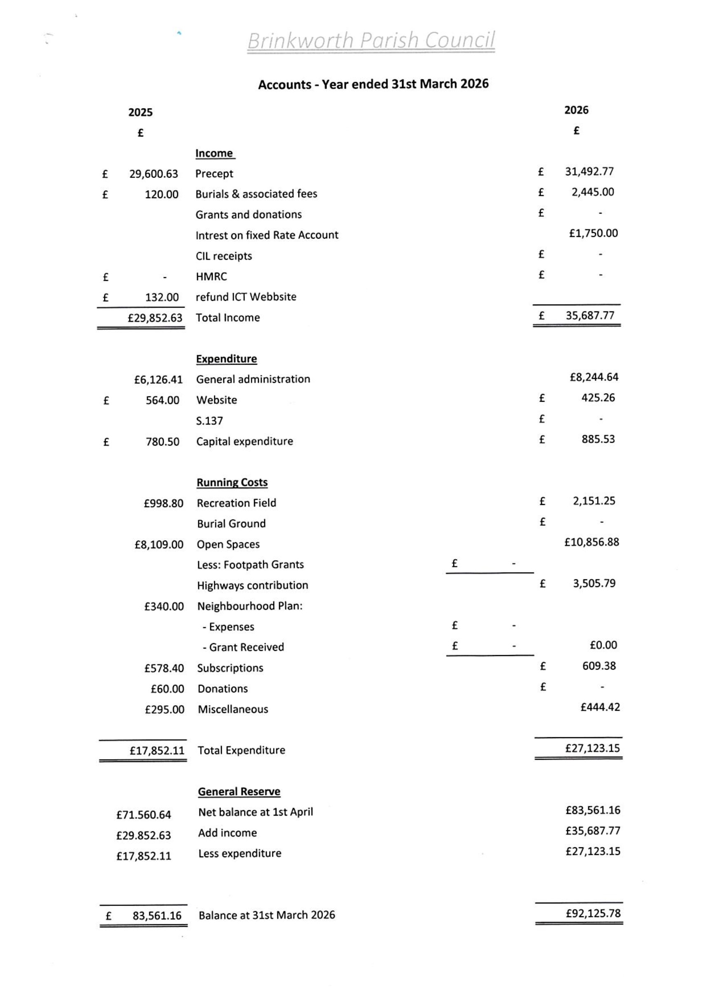 Brinkworth Parish Council
Accounts - Year ended 31st March 2026
2025 2026
£ £
Income
£ 29,600.63 Precept £ 31,492.77
£ 120.00 Burials & associated fees £ 2,445.00
Grants and donations £ -
Intrest on fixed Rate Account £1,750.00
CIL receipts £ -
£ - HMRC £ -
£ 132.00 refund ICT Webbsite
£29,852.63 Total Income £ 35,687.77
Expenditure
£6,126.41 General administration £8,244.64
£ 564.00 Website £ 425.26
S.137 £ -
£ 780.50 Capital expenditure £ 885.53
Running Costs
£998.80 Recreation Field £ 2,151.25
Burial Ground £ -
£8,109.00 Open Spaces £10,856.88
Less: Footpath Grants £ -
Highways contribution £ 3,505.79
£340.00 Neighbourhood Plan:
- Expenses £ -
- Grant Received £ - £0.00
£578.40 Subscriptions £ 609.38
£60.00 Donations £ -
£295.00 Miscellaneous £444.42
£17,852.11 Total Expenditure £27,123.15
General Reserve
£71.560.64 Net balance at 1st April £83,561.16
£29.852.63 Add income £35,687.77
£17,852.11 Less expenditure £27,123.15
£ 83,561.16 Balance at 31st March 2026 £92,125.78